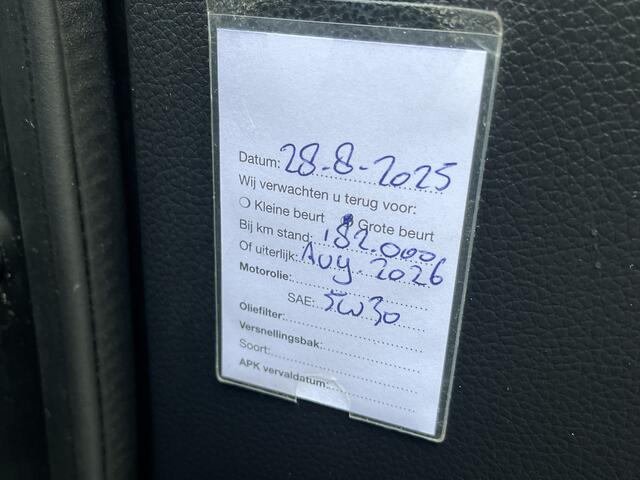 Datum: 28-8-2025
Wij verwachten u terug voor:
Kleine beurt Grote beurt
Bij km stand: 182.000
Of uiterlijk: Aug. 2026
Motorolie:
SAE: 5W30
Oliefilter:
Versnellingsbak:
Soort:
APK vervaldatum: